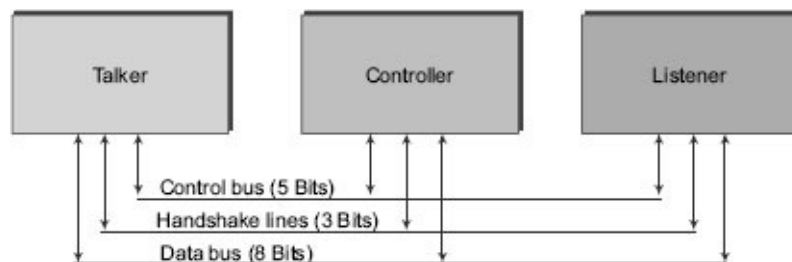 Talker
Controller
Listener
Control bus (5 Bits)
Handshake lines (3 Bits)
Data bus (8 Bits)